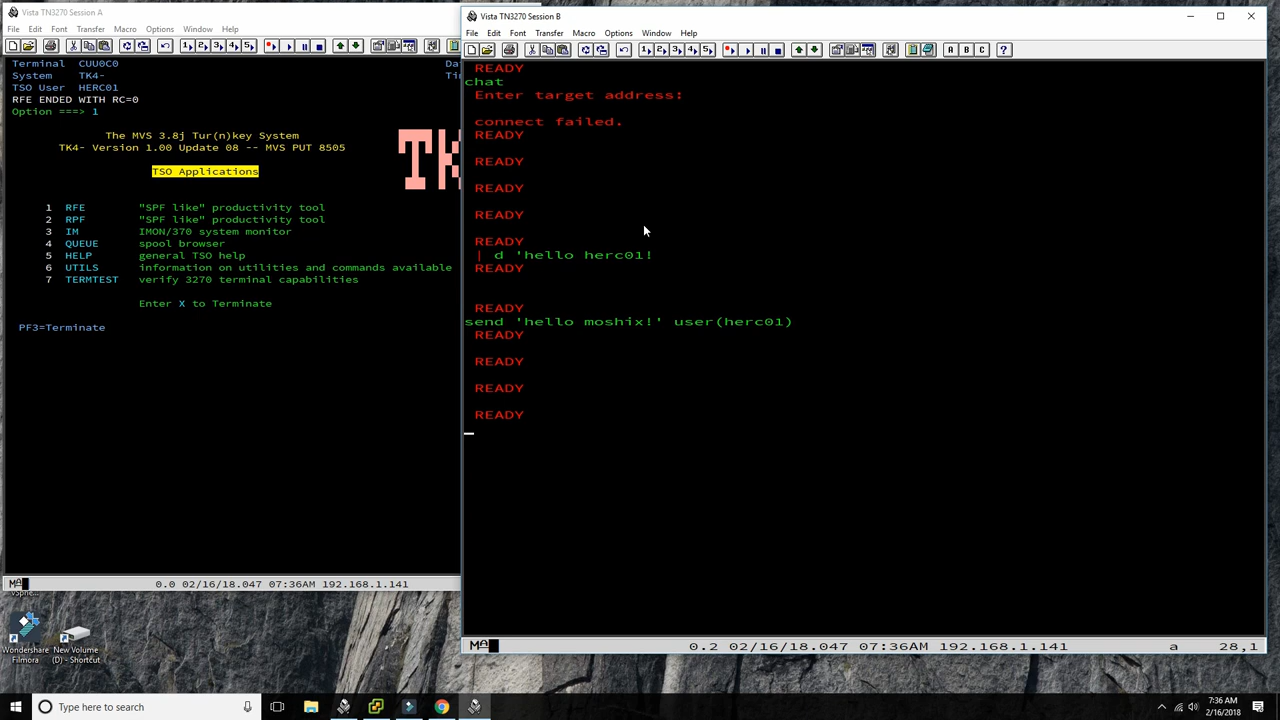 Vista TN3270 Session A
File Edit Font Transfer Macro Options Window Help
Terminal CUU0C0
System TK4-
TSO User HERC01
RFE ENDED WITH RC=0
Option ===> 1
The MVS 3.8j Tur(n)key System
TK4- Version 1.00 Update 08 -- MVS PUT 8505
TK
TSO Applications
1 RFE "SPF like" productivity tool
2 RPF "SPF like" productivity tool
3 IM IMON/370 system monitor
4 QUEUE spool browser
5 HELP general TSO help
6 UTILS information on utilities and commands available
7 TERMTEST verify 3270 terminal capabilities
Enter X to Terminate
PF3=Terminate
0.0 02/16/18.047 07:36AM 192.168.1.141
Vista TN3270 Session B
File Edit Font Transfer Macro Options Window Help
A B C ?
READY
chat
Enter target address:
connect failed.
READY
READY
READY
READY
READY
| d 'hello herc01!
READY
READY
send 'hello moshix!' user(herc01)
READY
READY
READY
READY
0.2 02/16/18.047 07:36AM 192.168.1.141 a 28,1
Wondershare Filmora
New Volume (D) - Shortcut
Type here to search
7:36 AM
2/16/2018